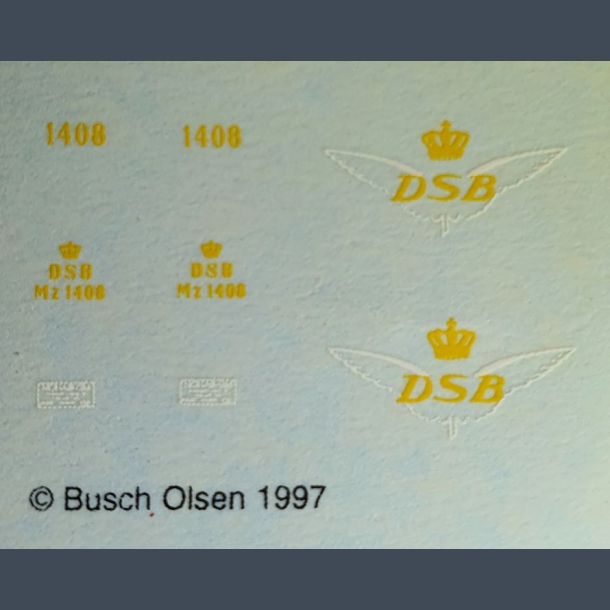 1408 1408
DSB
DSB DSB
Mz 1408 Mz 1408
DSB
© Busch Olsen 1997